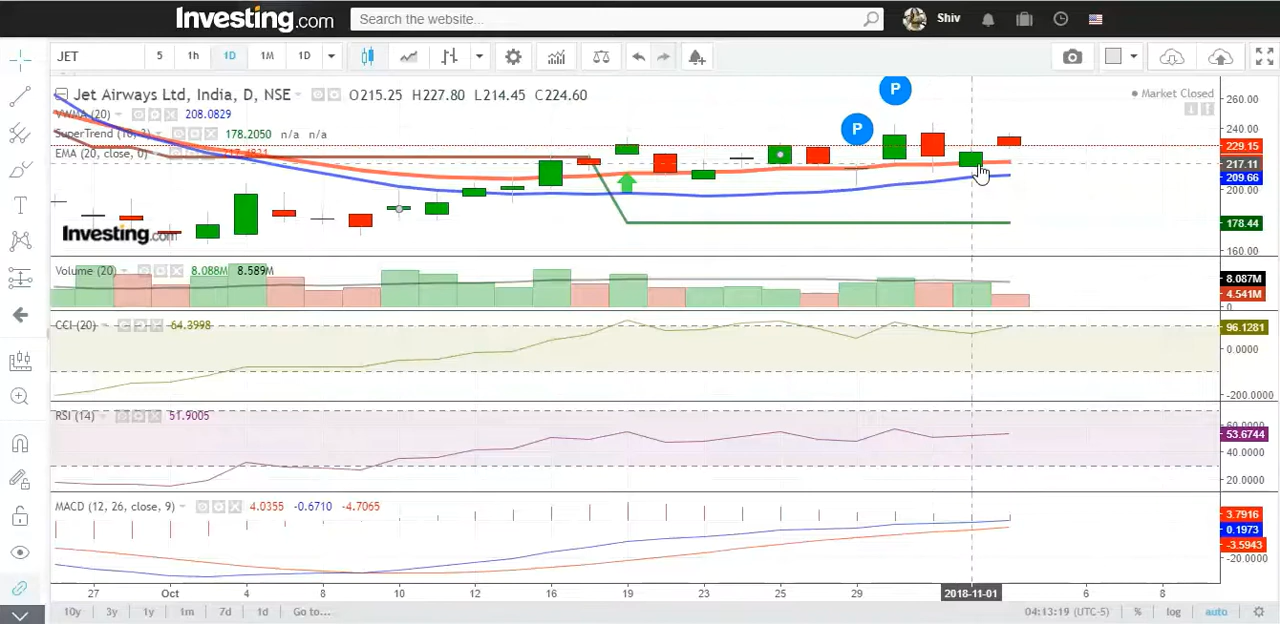 Investing.com Search the website... Shiv
JET 5 1h 1D 1M 1D
Jet Airways Ltd, India, D, NSE O215.25 H227.80 L214.45 C224.60
Market Closed
VWMA (20) 208.0829
SuperTrend (10, 3) 178.2050 n/a n/a
EMA (20, close, 0)
P
P
260.00
240.00
229.15
217.11
209.66
200.00
178.44
160.00
Investing.com
Volume (20) 8.088M 8.589M
8.087M
4.541M
0
CCI (20) 64.3998
96.1281
0.0000
-200.0000
RSI (14) 51.9005
53.6744
40.0000
20.0000
MACD (12, 26, close, 9) 4.0355 -0.6710 -4.7065
3.7916
0.1973
-3.5943
-20.0000
27 Oct 4 8 10 12 16 19 23 25 29 2018-11-01 6 8
10y 3y 1y 1m 7d 1d Go to... 04:13:19 (UTC-5) % log auto